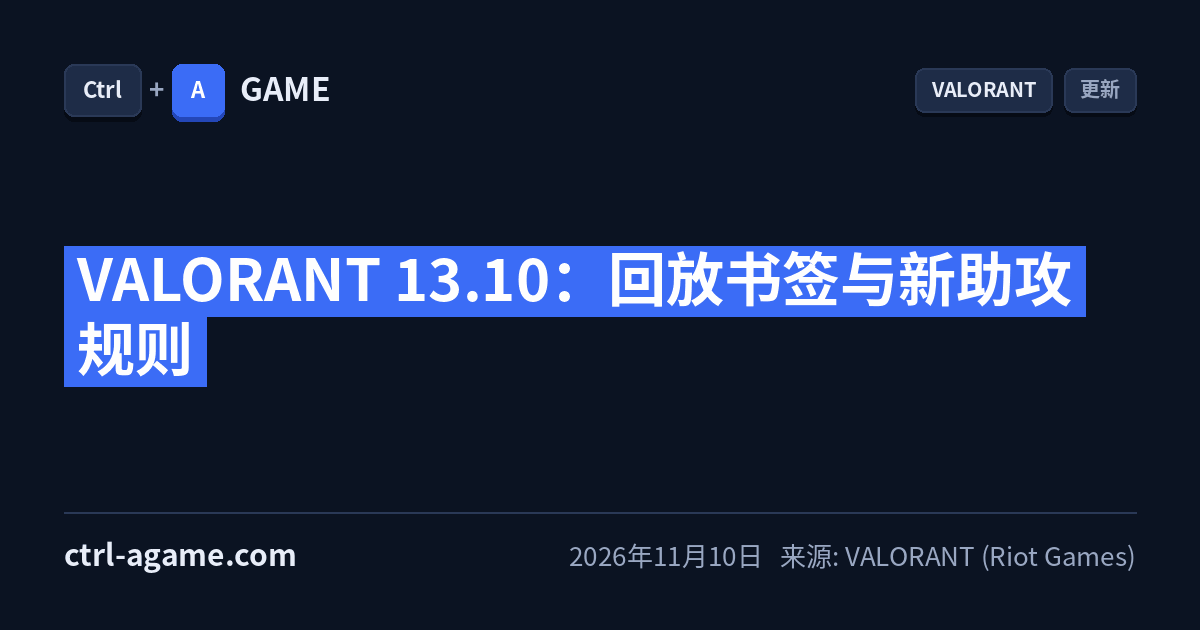 Ctrl + A GAME
VALORANT 更新
VALORANT 13.10：回放书签与新助攻
规则
ctrl-agame.com
2026年11月10日 来源: VALORANT (Riot Games)